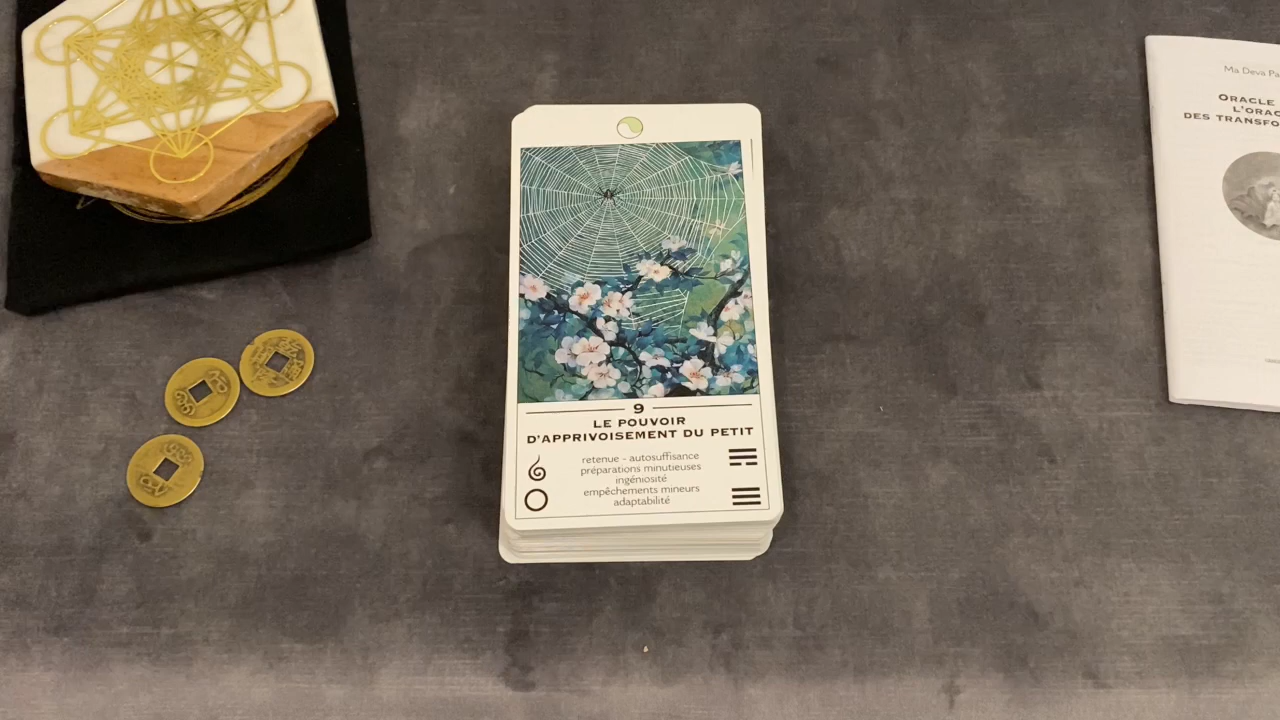 9
LE POUVOIR
D'APPRIVOISEMENT DU PETIT
retenue - autosuffisance
préparations minutieuses
ingéniosité
empêchements mineurs
adaptabilité
Ma Deva Pa
ORACLE
L'ORAC
DES TRANSFO